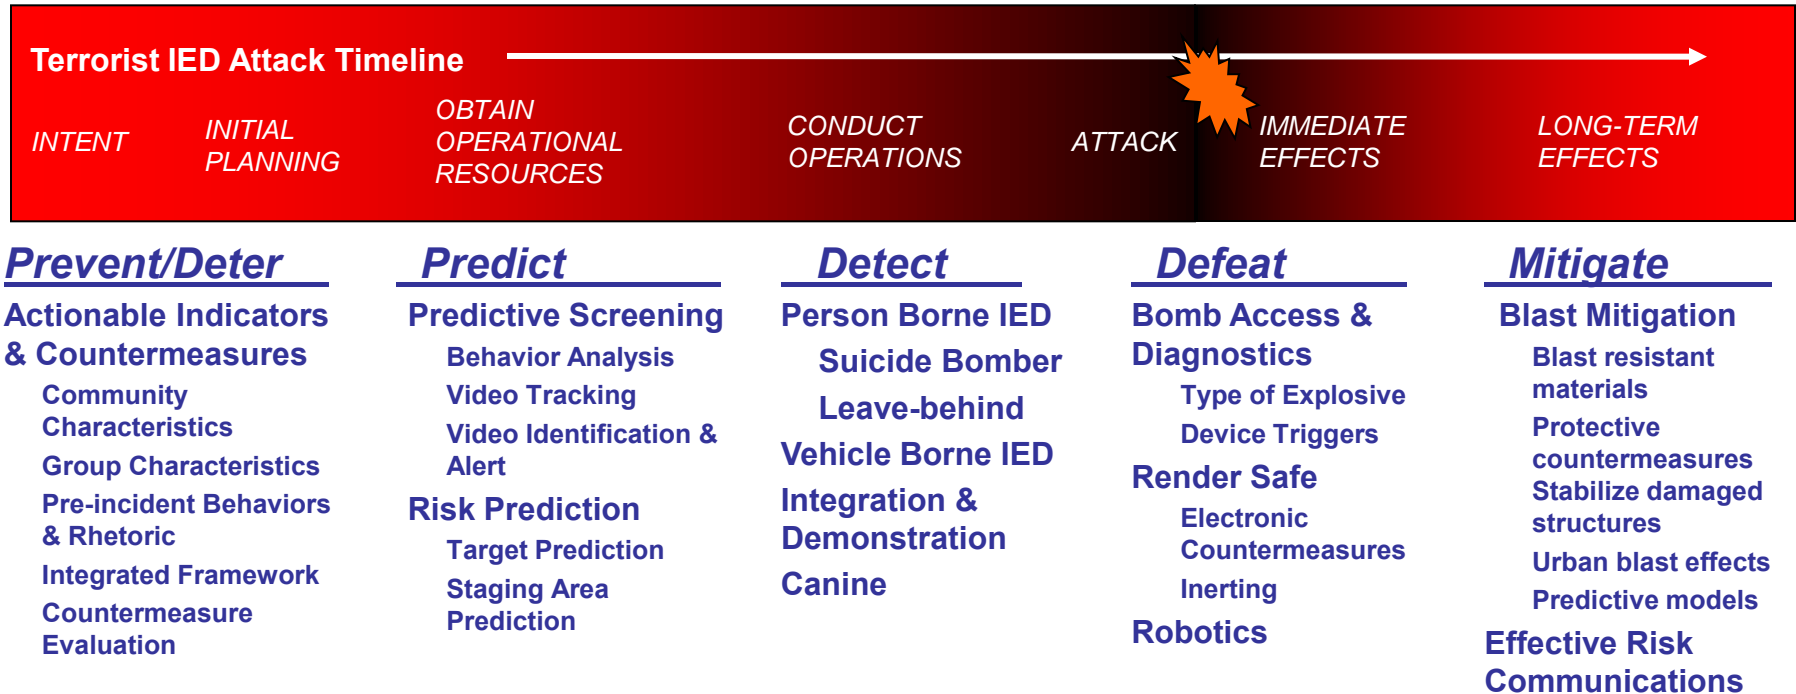 Terrorist IED Attack Timeline
INTENT
INITIAL
PLANNING
OBTAIN
OPERATIONAL
RESOURCES
CONDUCT
OPERATIONS
ATTACK
IMMEDIATE
EFFECTS
LONG-TERM
EFFECTS
Prevent/Deter
Actionable Indicators
& Countermeasures
Community
Characteristics
Group Characteristics
Pre-incident Behaviors
& Rhetoric
Integrated Framework
Countermeasure
Evaluation
Predict
Predictive Screening
Behavior Analysis
Video Tracking
Video Identification &
Alert
Risk Prediction
Target Prediction
Staging Area
Prediction
Detect
Person Borne IED
Suicide Bomber
Leave-behind
Vehicle Borne IED
Integration &
Demonstration
Canine
Defeat
Bomb Access &
Diagnostics
Type of Explosive
Device Triggers
Render Safe
Electronic
Countermeasures
Inerting
Robotics
Mitigate
Blast Mitigation
Blast resistant
materials
Protective
countermeasures
Stabilize damaged
structures
Urban blast effects
Predictive models
Effective Risk
Communications